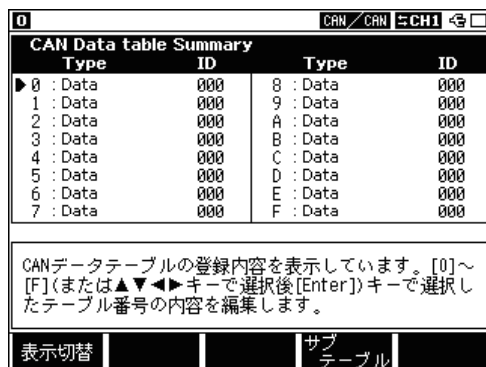 0 CAN/CAN ⇆CH1
CAN Data table Summary
Type ID Type ID
▶0 : Data 000 8 : Data 000
1 : Data 000 9 : Data 000
2 : Data 000 A : Data 000
3 : Data 000 B : Data 000
4 : Data 000 C : Data 000
5 : Data 000 D : Data 000
6 : Data 000 E : Data 000
7 : Data 000 F : Data 000
CANデータテーブルの登録内容を表示しています。[0]～
[F](または▲▼◀▶キーで選択後[Enter])キーで選択し
たテーブル番号の内容を編集します。
表示切替 サブ
テーブル